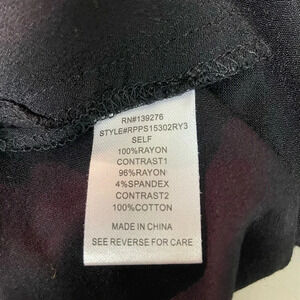 RN#139276
STYLE#RPPS15302RY3
SELF
100%RAYON
CONTRAST1
96%RAYON
4%SPANDEX
CONTRAST2
100%COTTON
MADE IN CHINA
SEE REVERSE FOR CARE